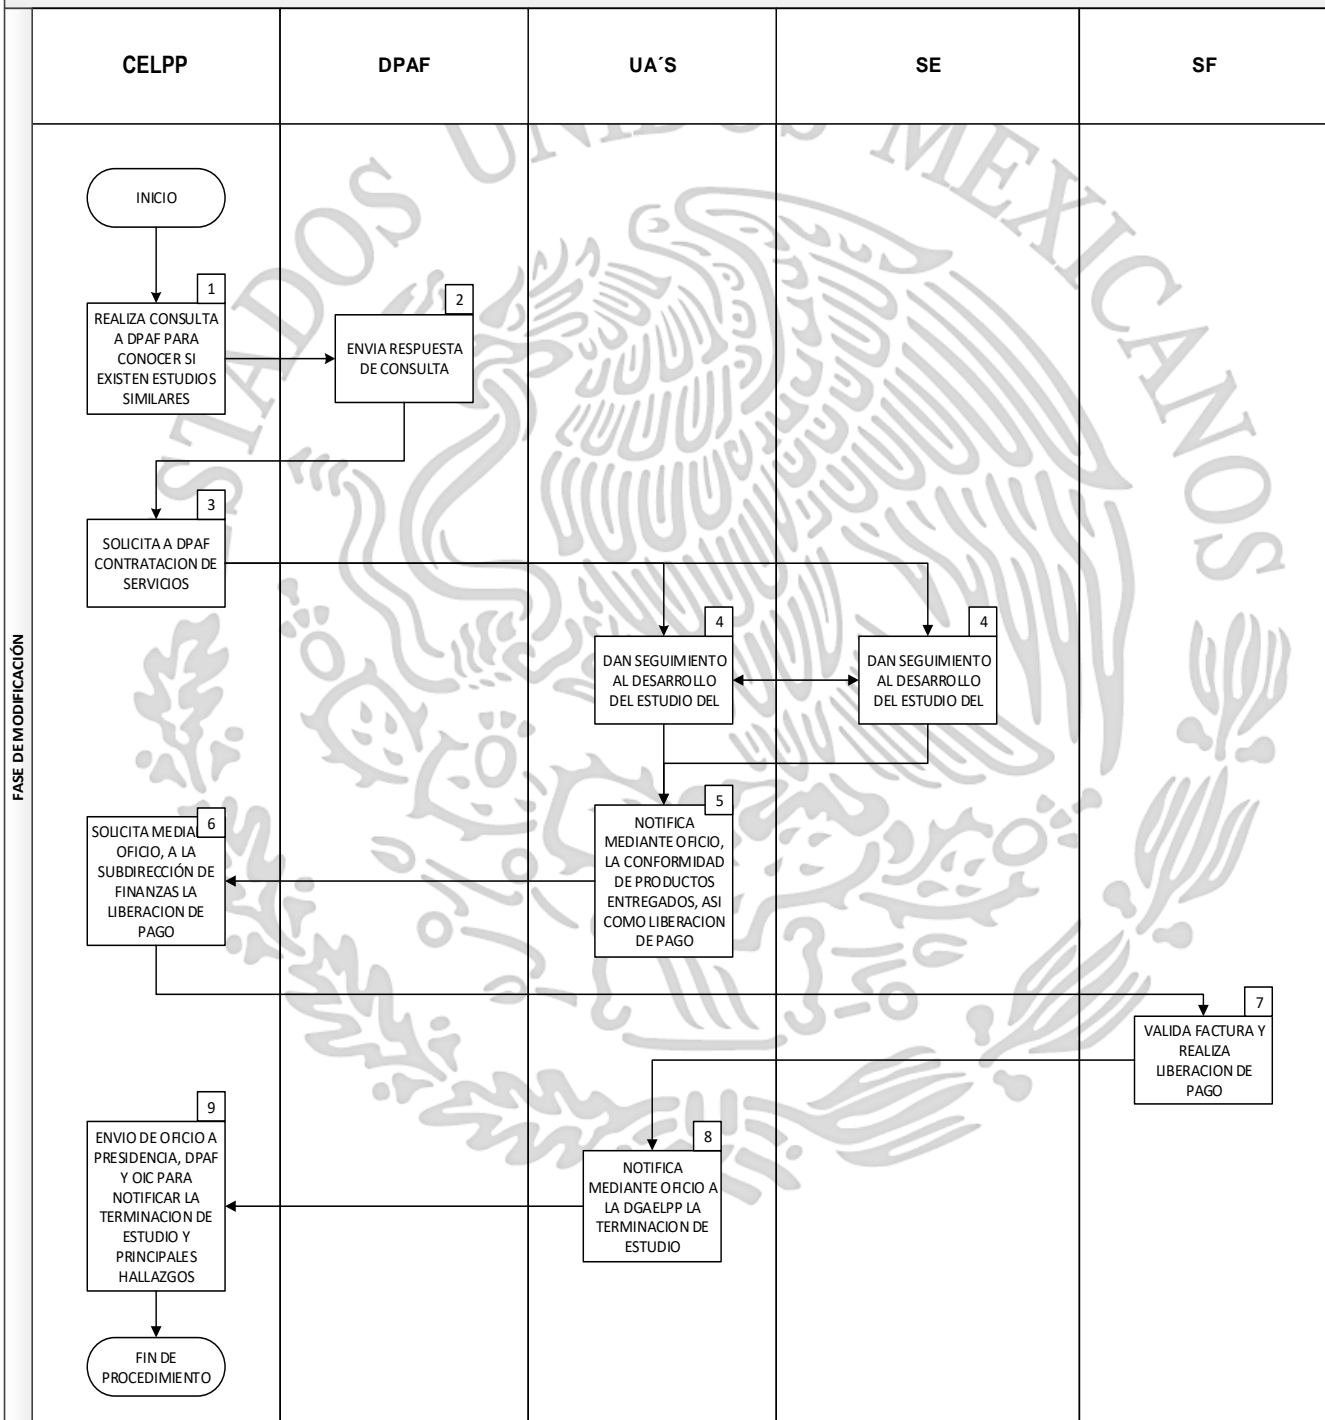 CELPP
DPAF
UA´S
SE
SF
FASE DE MODIFICACIÓN
ESTADOS UNIDOS MEXICANOS
INICIO
1
REALIZA CONSULTA
A DPAF PARA
CONOCER SI
EXISTEN ESTUDIOS
SIMILARES
2
ENVIA RESPUESTA
DE CONSULTA
3
SOLICITA A DPAF
CONTRATACION DE
SERVICIOS
4
DAN SEGUIMIENTO
AL DESARROLLO
DEL ESTUDIO DEL
4
DAN SEGUIMIENTO
AL DESARROLLO
DEL ESTUDIO DEL
5
NOTIFICA
MEDIANTE OFICIO,
LA CONFORMIDAD
DE PRODUCTOS
ENTREGADOS, ASI
COMO LIBERACION
DE PAGO
6
SOLICITA
OFICIO, A LA
SUBDIRECCIÓN DE
FINANZAS LA
LIBERACION DE
PAGO
7
VALIDA FACTURA Y
REALIZA
LIBERACION DE
PAGO
8
NOTIFICA
MEDIANTE OFICIO A
LA DGAELPP LA
TERMINACION DE
ESTUDIO
9
ENVIO DE OFICIO A
PRESIDENCIA, DPAF
Y OIC PARA
NOTIFICAR LA
TERMINACION DE
ESTUDIO Y
PRINCIPALES
HALLAZGOS
FIN DE
PROCEDIMIENTO